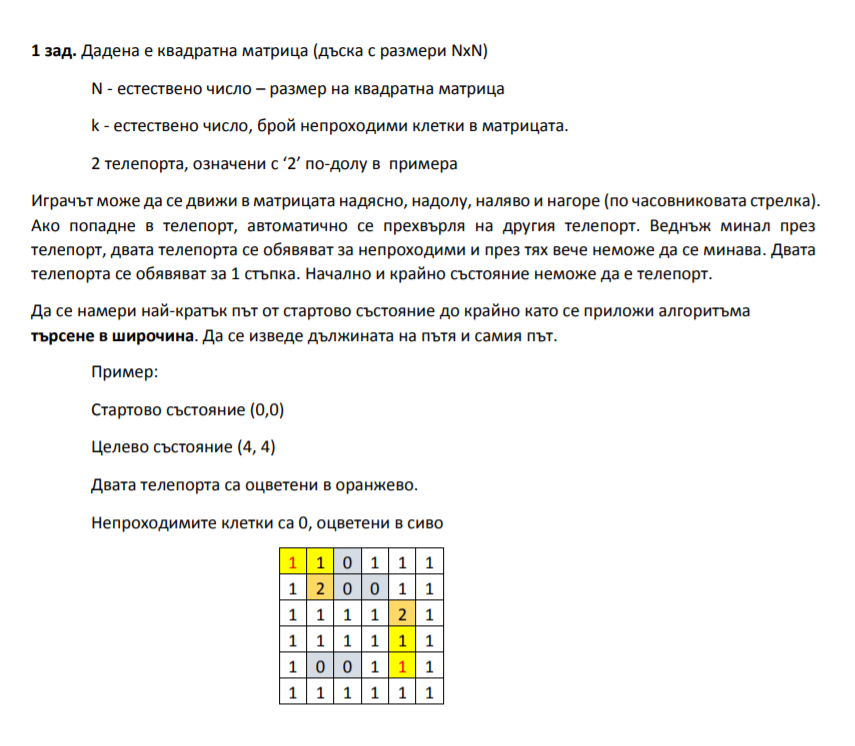 1 зад. Дадена е квадратна матрица (дъска с размери NxN)
N - естествено число – размер на квадратна матрица
k - естествено число, брой непроходими клетки в матрицата.
2 телепорта, означени с ‘2’ по-долу в примера
Играчът може да се движи в матрицата надясно, надолу, наляво и нагоре (по часовниковата стрелка).
Ако попадне в телепорт, автоматично се прехвърля на другия телепорт. Веднъж минал през
телепорт, двата телепорта се обявяват за непроходими и през тях вече неможе да се минава. Двата
телепорта се обявяват за 1 стъпка. Начално и крайно състояние неможе да е телепорт.
Да се намери най-кратък път от стартово състояние до крайно като се приложи алгоритъма
търсене в широчина. Да се изведе дължината на пътя и самия път.
Пример:
Стартово състояние (0,0)
Целево състояние (4, 4)
Двата телепорта са оцветени в оранжево.
Непроходимите клетки са 0, оцветени в сиво
1 1 0 1 1 1
1 2 0 0 1 1
1 1 1 1 2 1
1 1 1 1 1 1
1 0 0 1 1 1
1 1 1 1 1 1